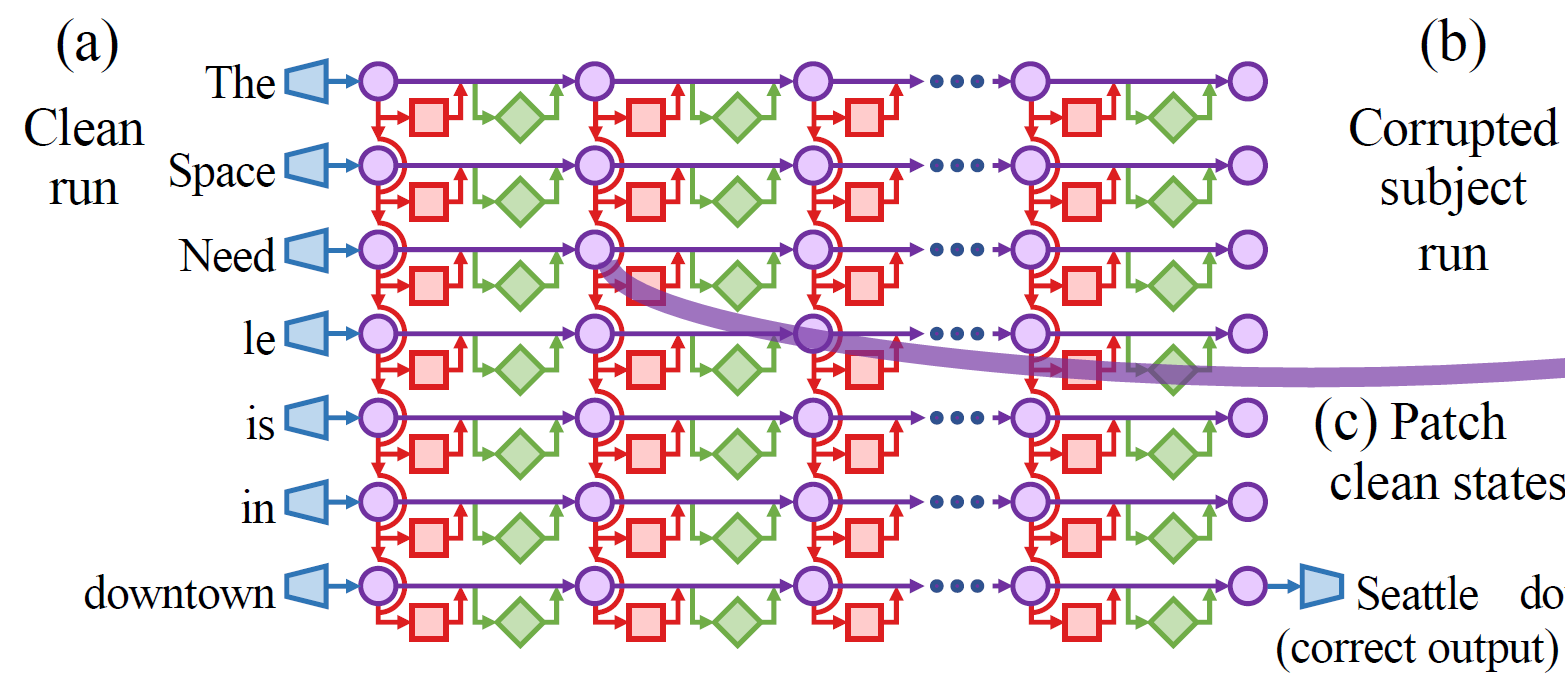 (a)
Clean
run
The
Space
Need
le
is
in
downtown
(b)
Corrupted
subject
run
(c) Patch
clean states
Seattle do
(correct output)